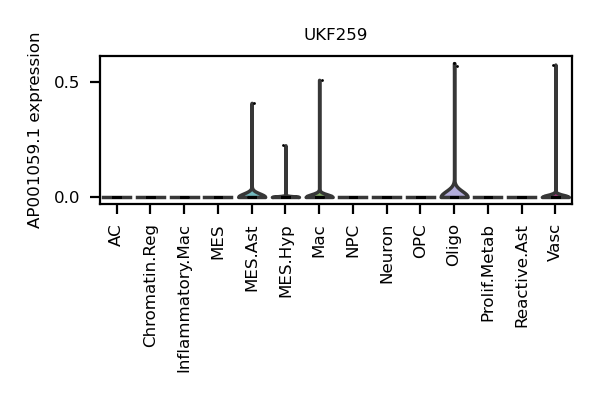 UKF259
AP001059.1 expression
0.5
0.0
AC
Chromatin.Reg
Inflammatory.Mac
MES
MES.Ast
MES.Hyp
Mac
NPC
Neuron
OPC
Oligo
Prolif.Metab
Reactive.Ast
Vasc